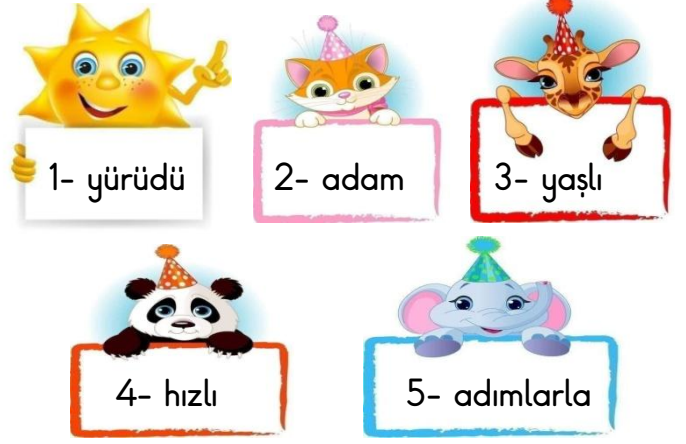 1- yürüdü
2- adam
3- yaşlı
4- hızlı
5- adımlarla